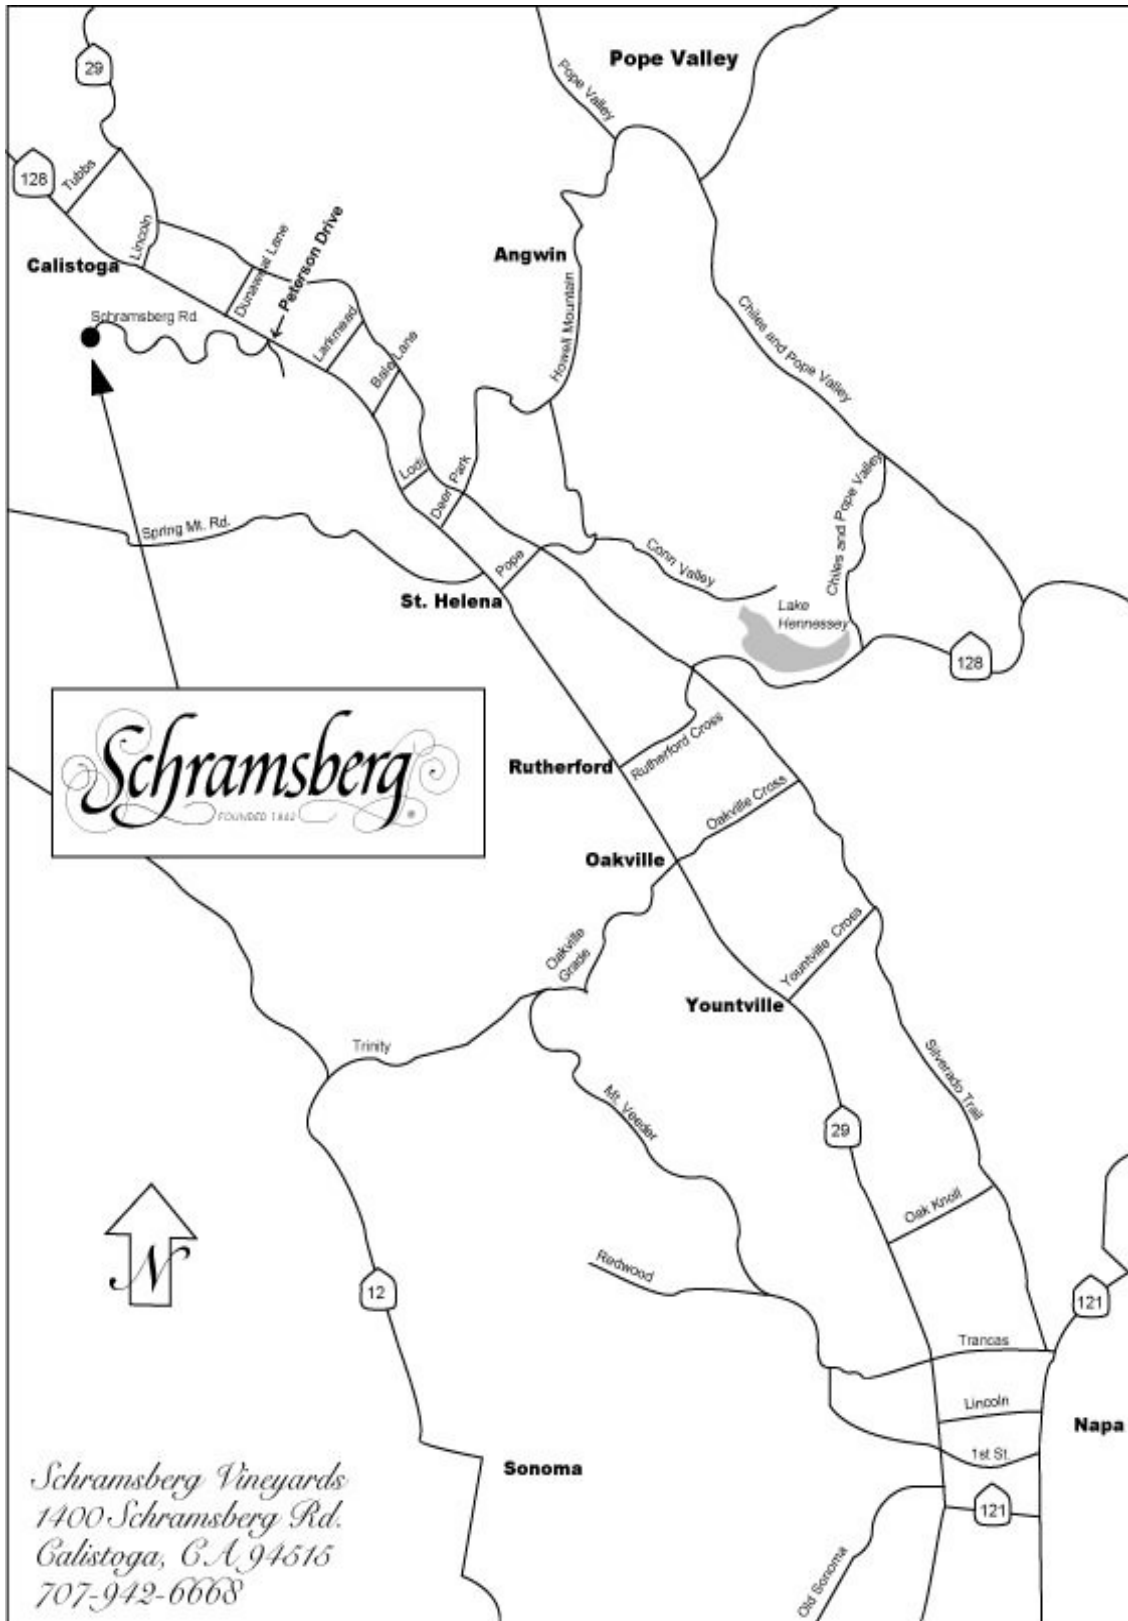 Pope Valley
29
Pope Valley
128
Tubbs
Lincoln
Dunaweal Lane
Peterson Drive
Angwin
Calistoga
Schramsberg Rd.
Larkmead
Bale Lane
Howell Mountain
Chiles and Pope Valley
Lodi
Deer Park
Chiles and Pope Valley
Spring Mt. Rd.
Pope
Conn Valley
St. Helena
Lake
Hennessey
128
Schramsberg
FOUNDED 1862
Rutherford
Rutherford Cross
Oakville Cross
Oakville
Oakville
Grade
Yountville Cross
Yountville
Trinity
Silverado Trail
Mt. Veeder
29
Oak Knoll
N
Redwood
12
121
Trancas
Lincoln
Napa
1st St.
Sonoma
121
Old Sonoma
Schramsberg Vineyards
1400 Schramsberg Rd.
Calistoga, CA 94515
707-942-6668